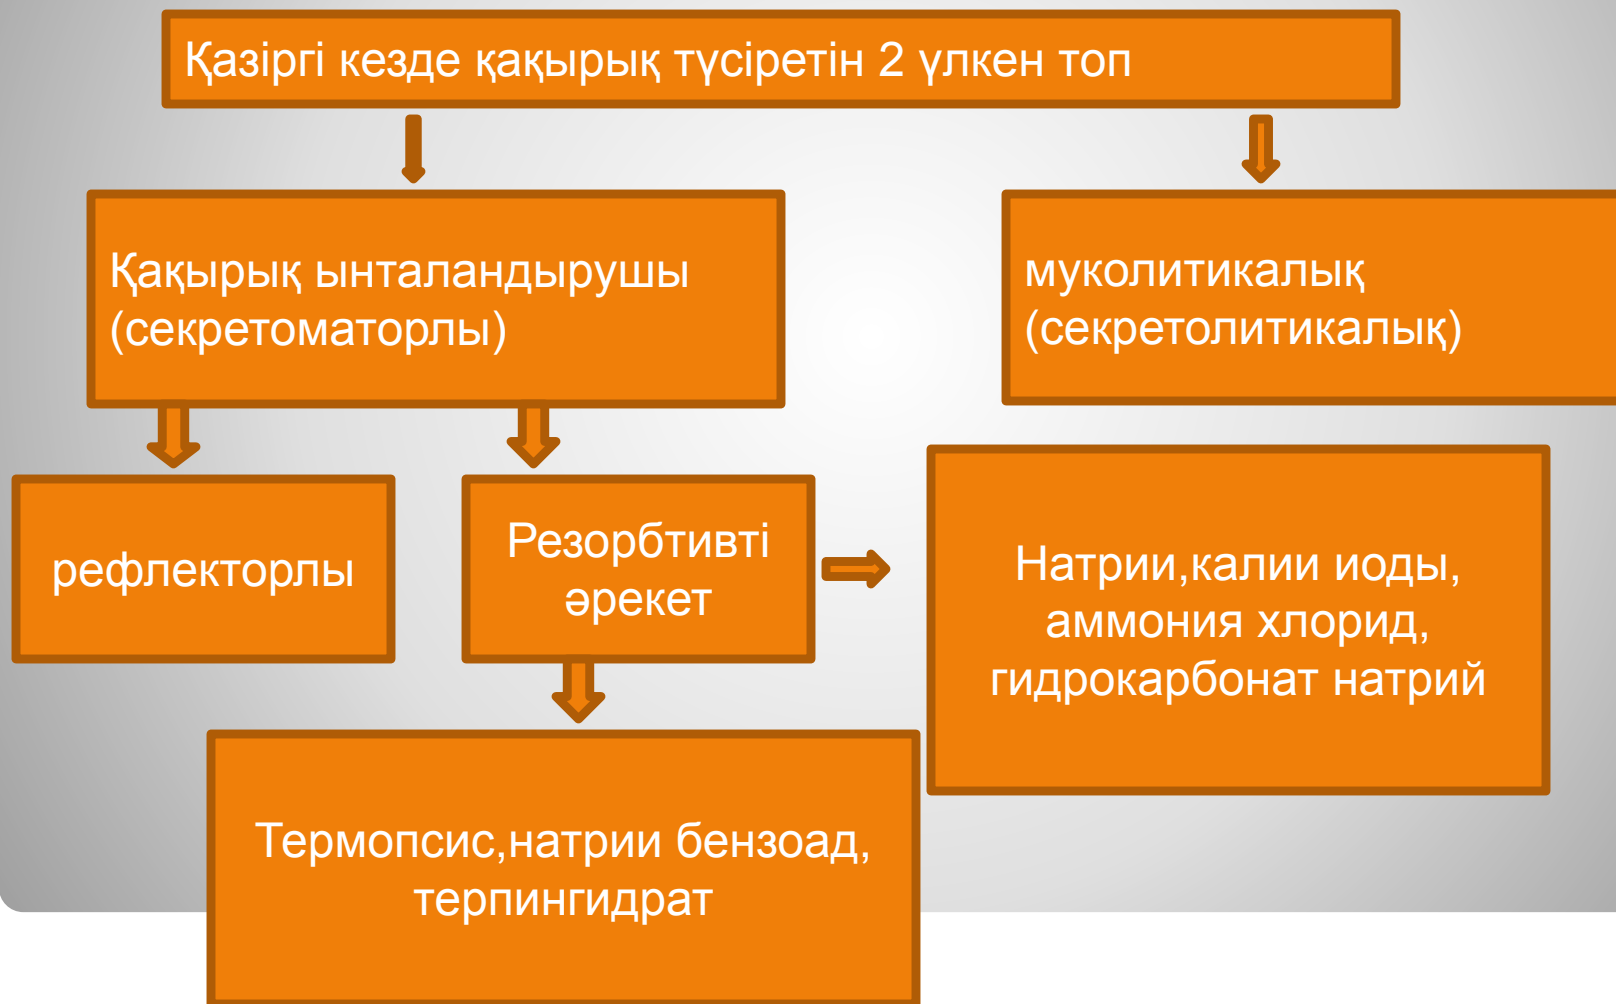 Қазіргі кезде қақырық түсіретін 2 үлкен топ
Қақырық ынталандырушы
(секретоматорлы)
муколитикалық
(секретолитикалық)
рефлекторлы
Резорбтивті
әрекет
Натрии,калии иоды,
аммония хлорид,
гидрокарбонат натрий
Термопсис,натрии бензоад,
терпингидрат